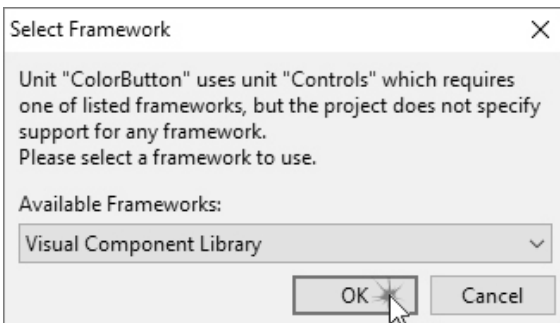 Select Framework
Unit "ColorButton" uses unit "Controls" which requires
one of listed frameworks, but the project does not specify
support for any framework.
Please select a framework to use.
Available Frameworks:
Visual Component Library
OK
Cancel